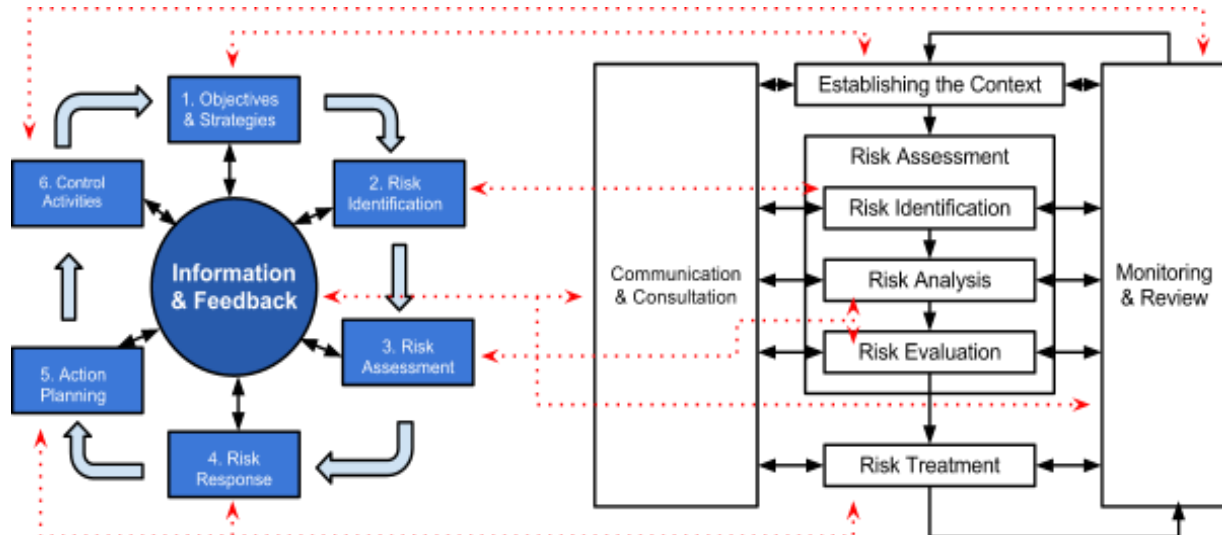 1. Objectives
& Strategies
2. Risk
Identification
3. Risk
Assessment
4. Risk
Response
5. Action
Planning
6. Control
Activities
Information
& Feedback
Communication
& Consultation
Establishing the Context
Risk Assessment
Risk Identification
Risk Analysis
Risk Evaluation
Risk Treatment
Monitoring
& Review